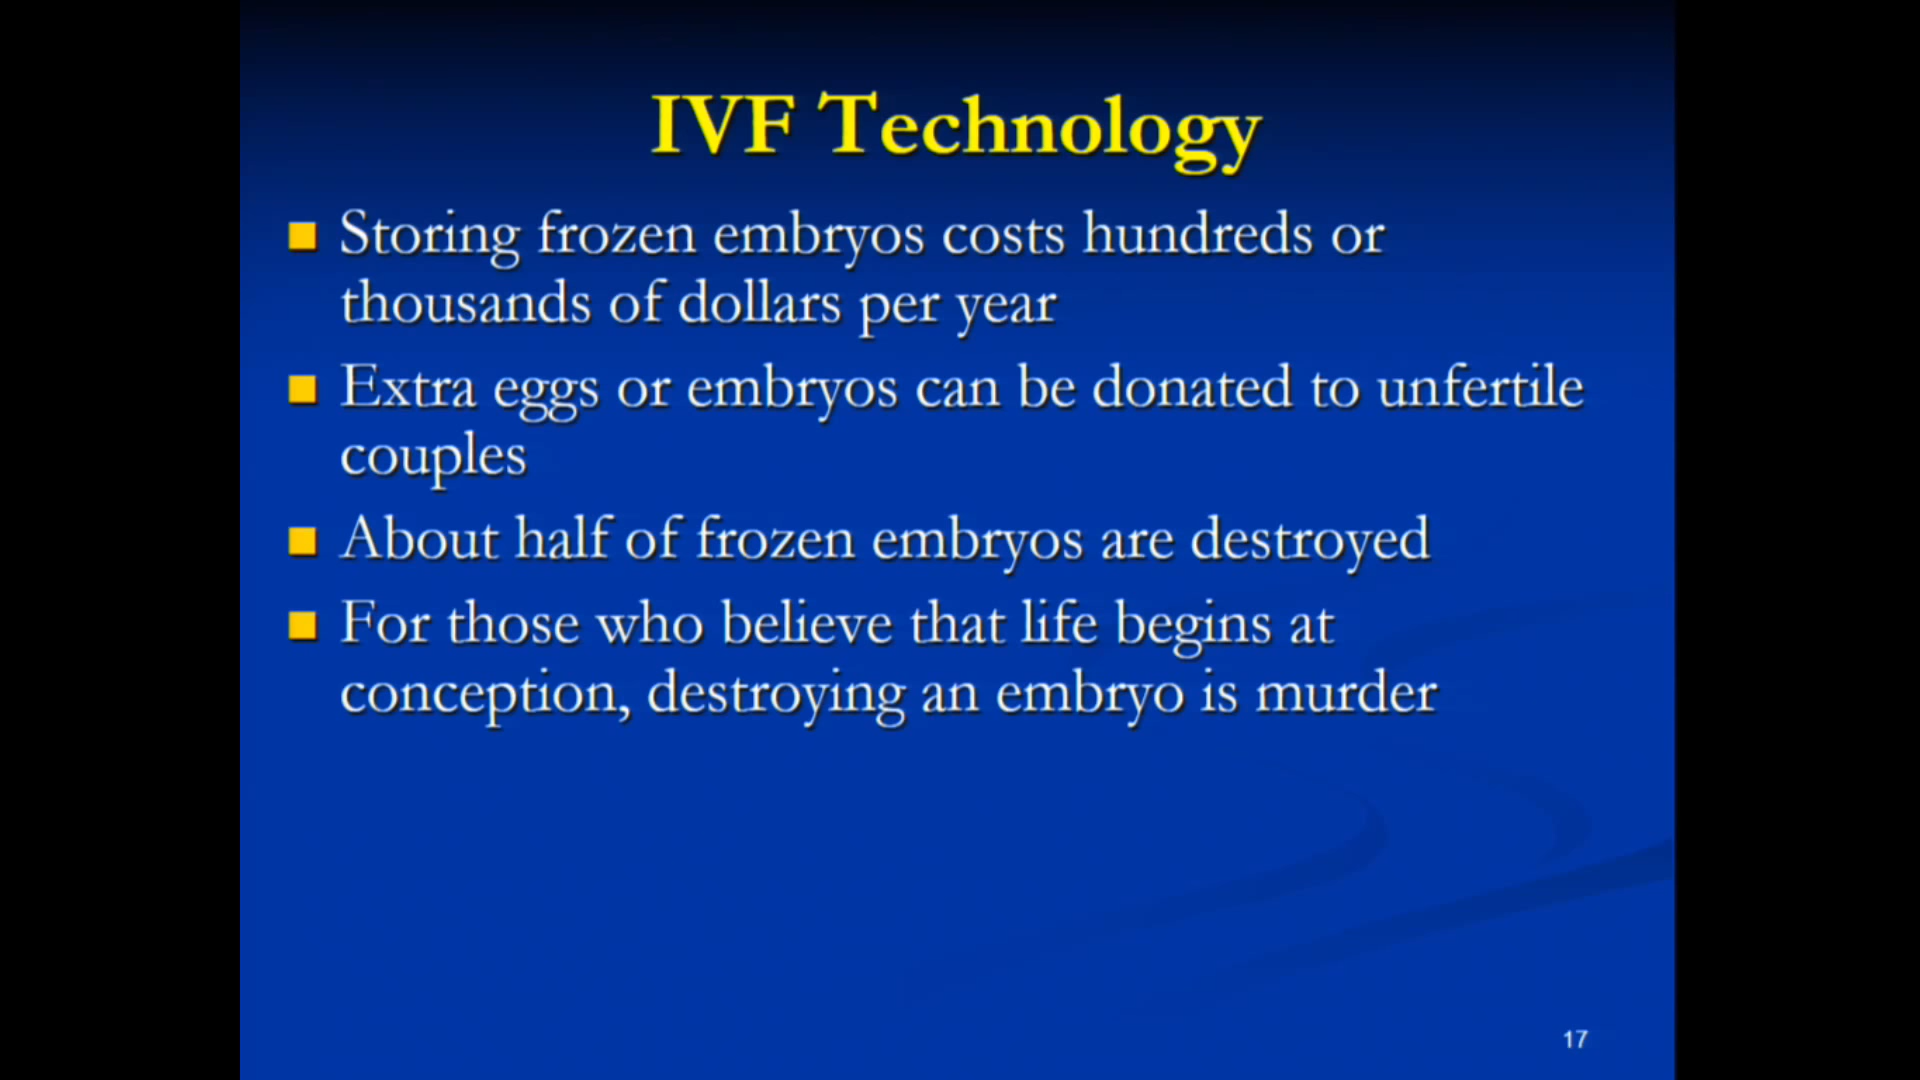 IVF Technology
Storing frozen embryos costs hundreds or
thousands of dollars per year
Extra eggs or embryos can be donated to unfertile
couples
About half of frozen embryos are destroyed
For those who believe that life begins at
conception, destroying an embryo is murder
17